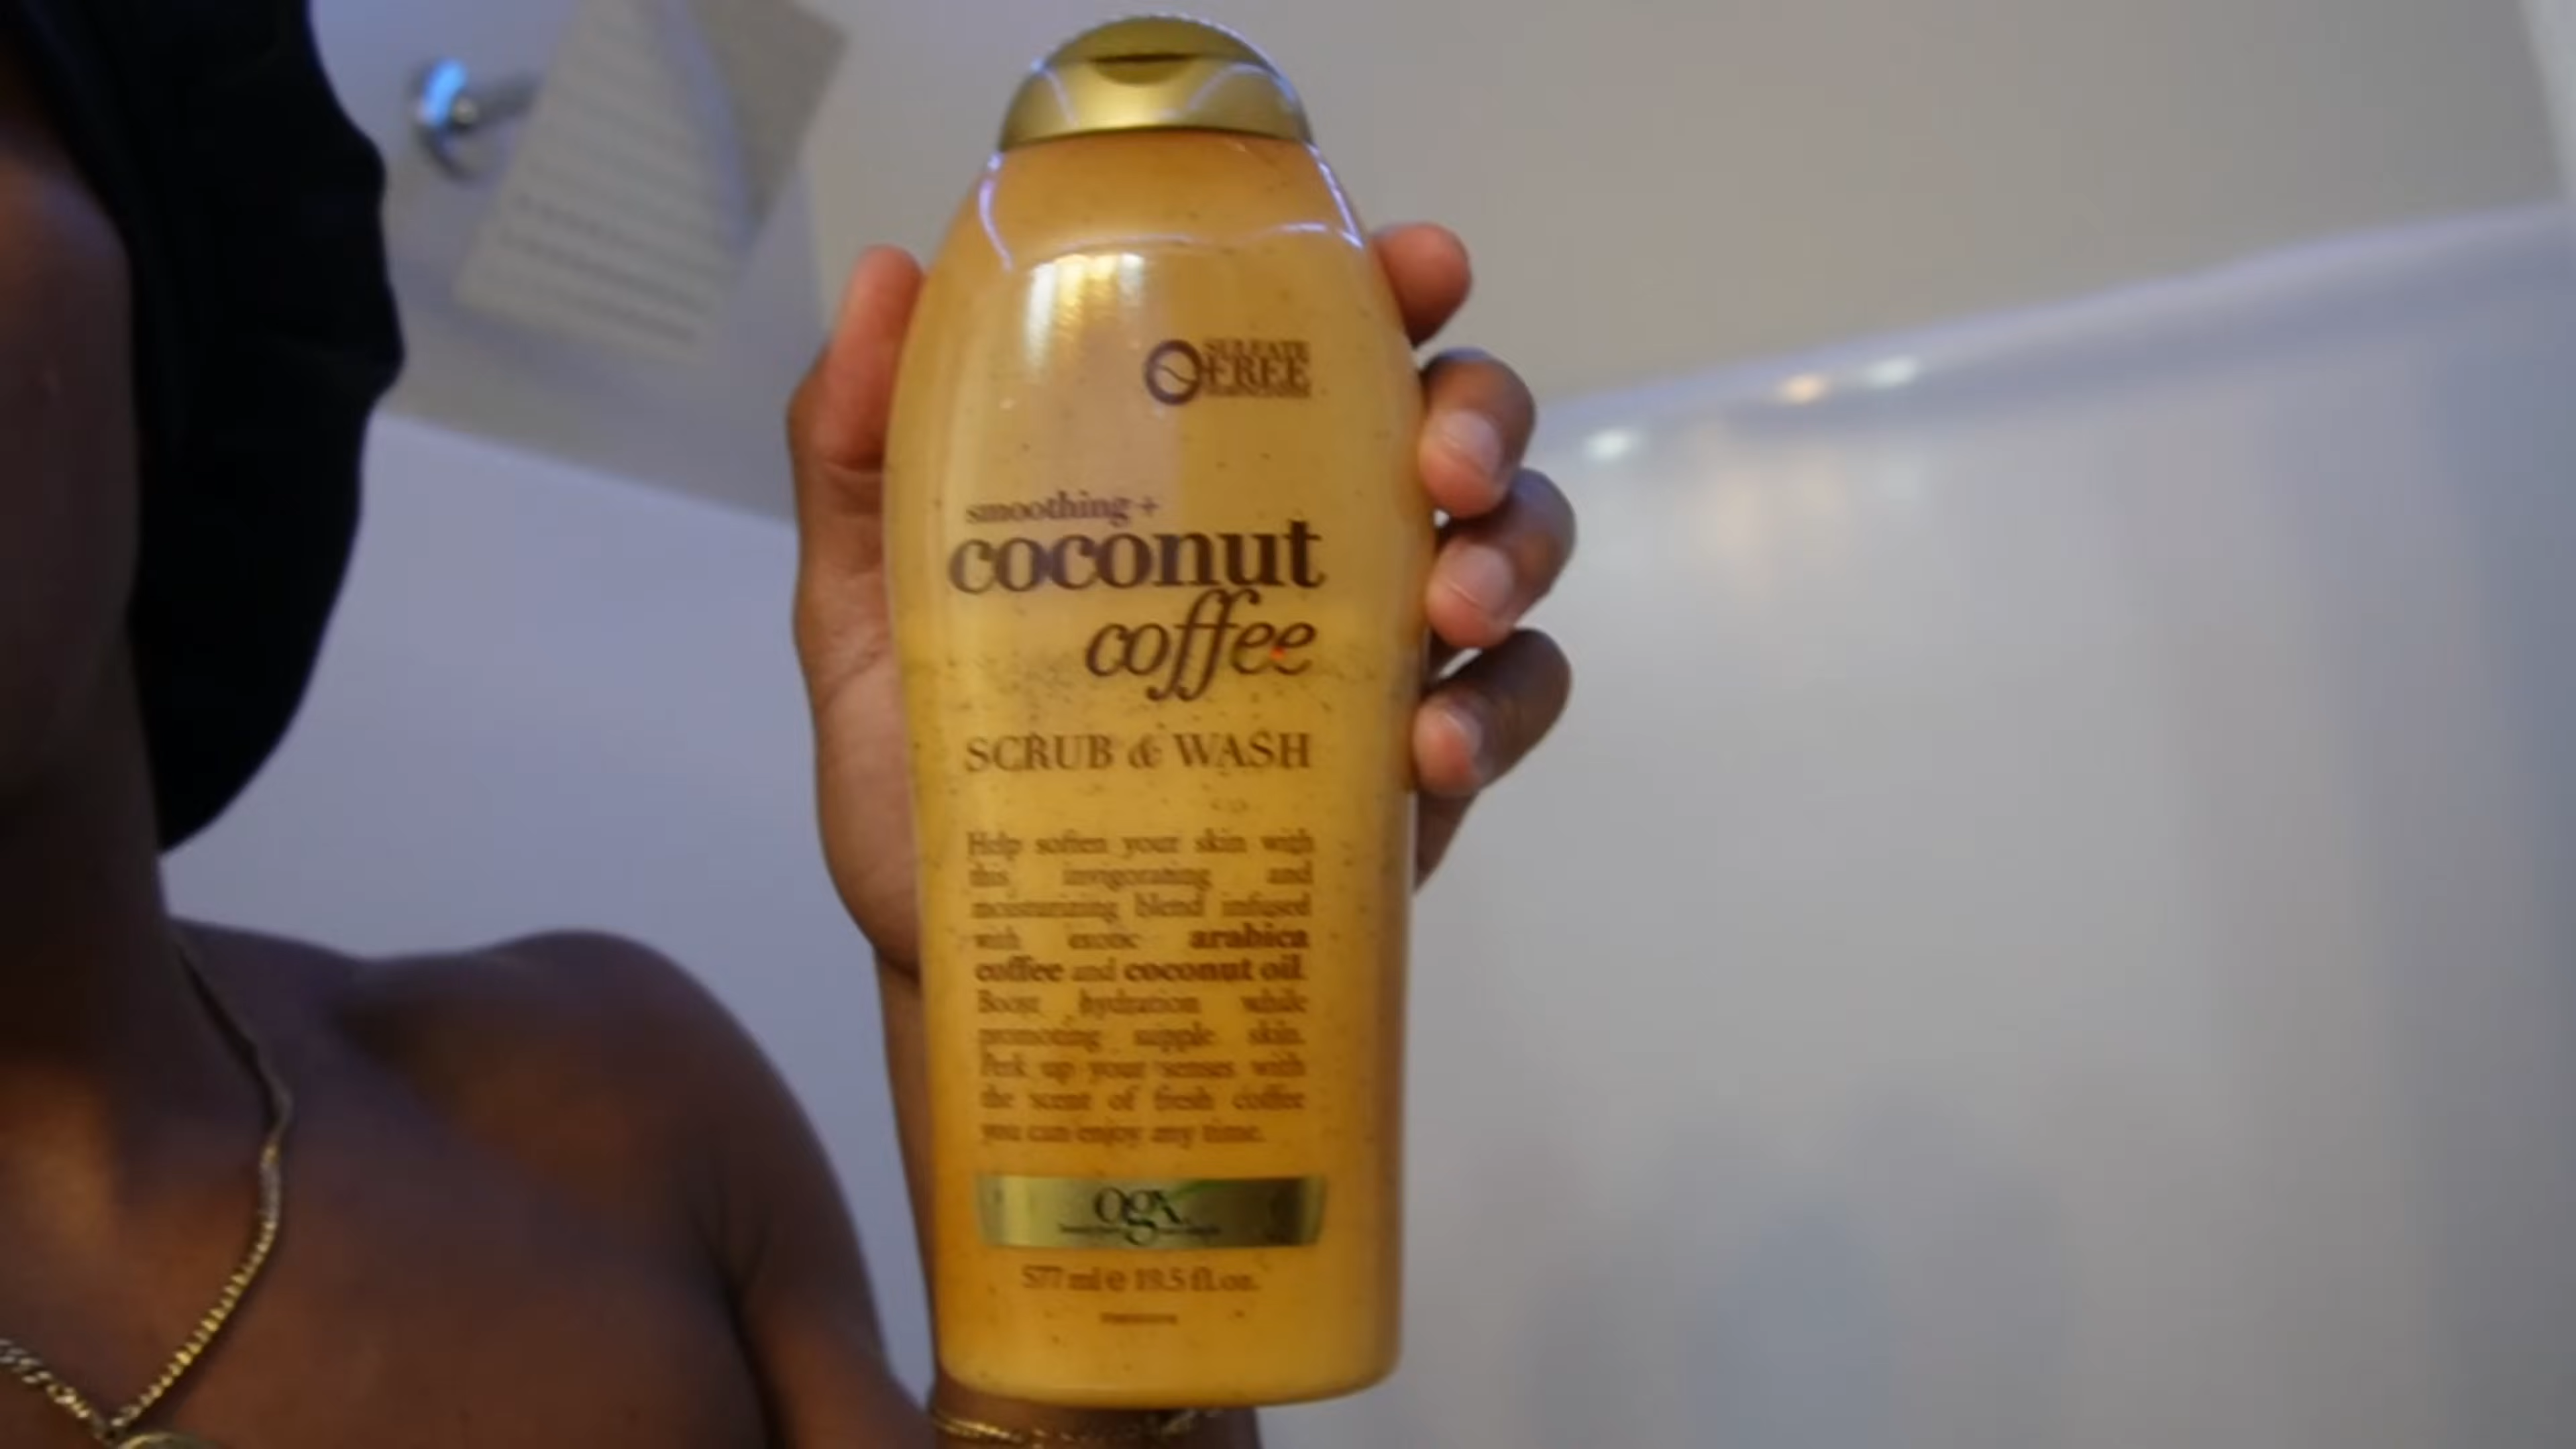 SULFATE
FREE
smoothing +
coconut
coffee
SCRUB & WASH
Help soften your skin with
this invigorating and
moisturizing blend infused
with exotic arabica
coffee and coconut oil.
Boost hydration while
promoting supple skin.
Perk up your senses with
the scent of fresh coffee
you can enjoy any time.
ogx
577 ml e 19.5 fl. oz.